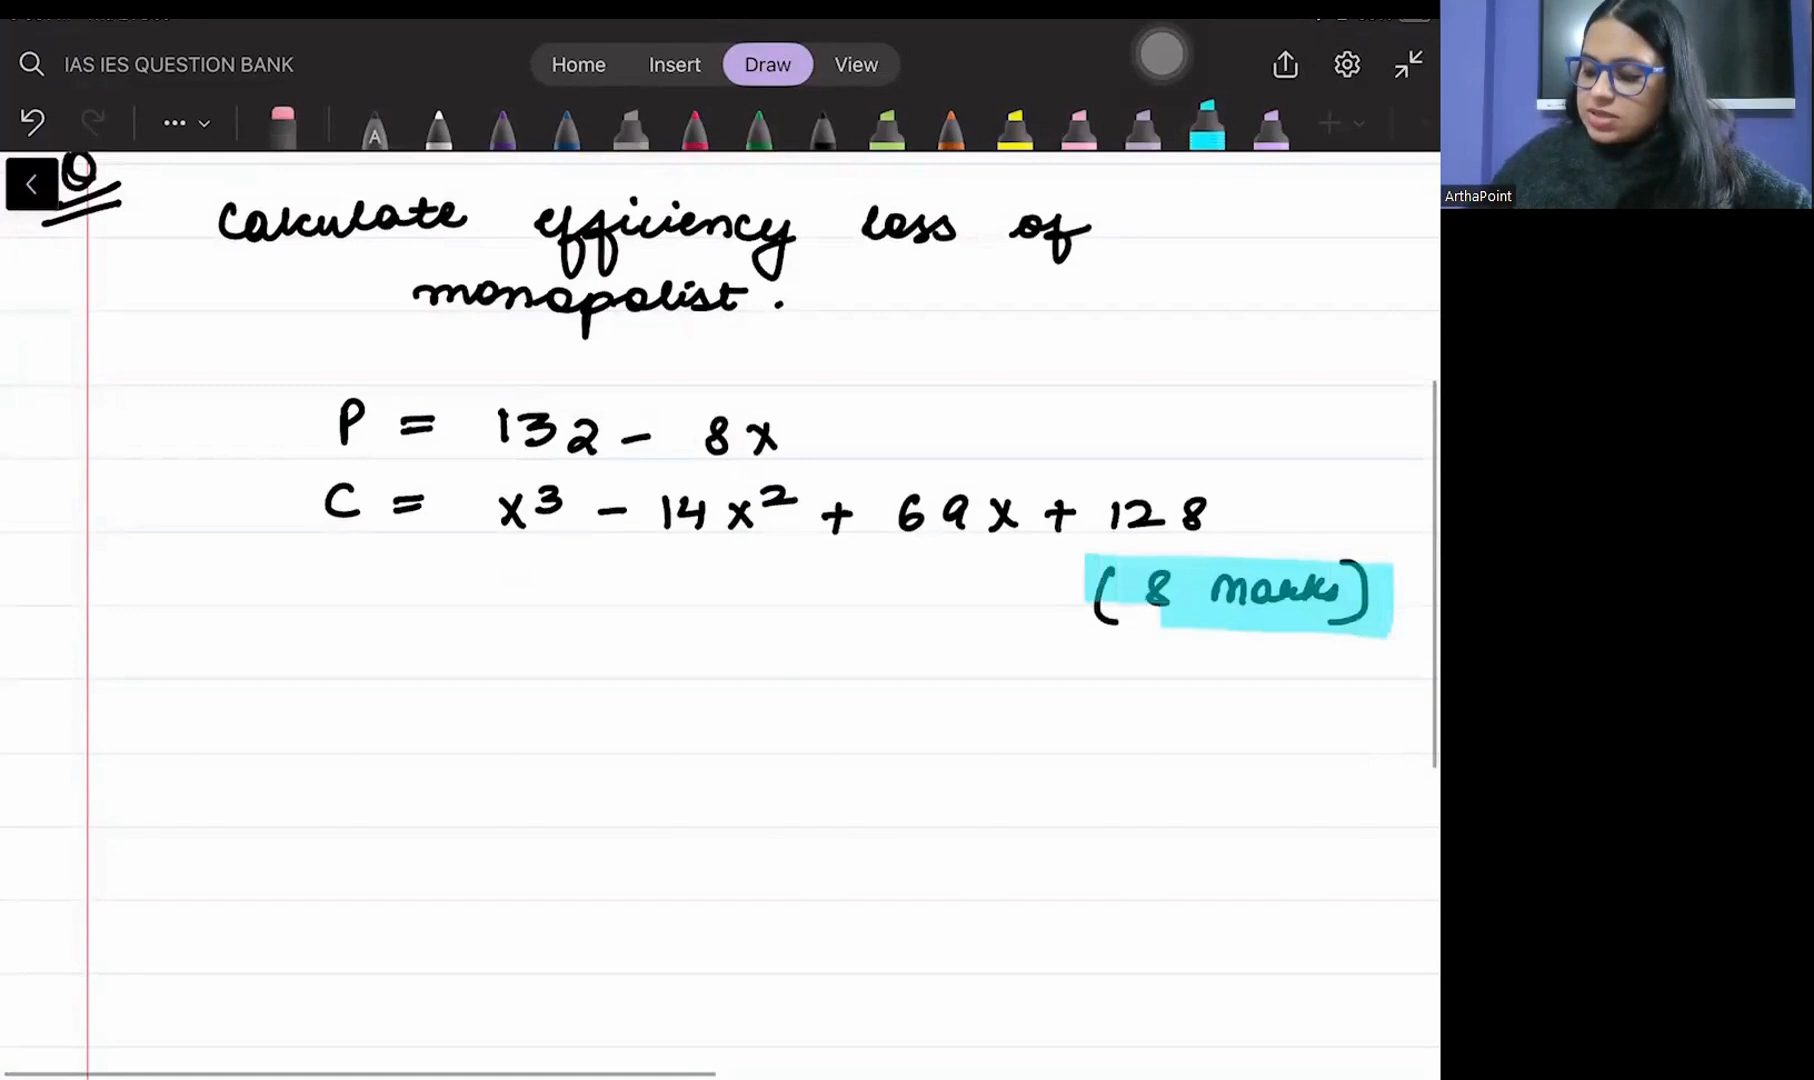 IAS IES QUESTION BANK
Home Insert Draw View
A
ArthaPoint
Q
Calculate efficiency loss of
monopolist.
P = 132 - 8x
C = x³ - 14x² + 69x + 128
(8 marks)